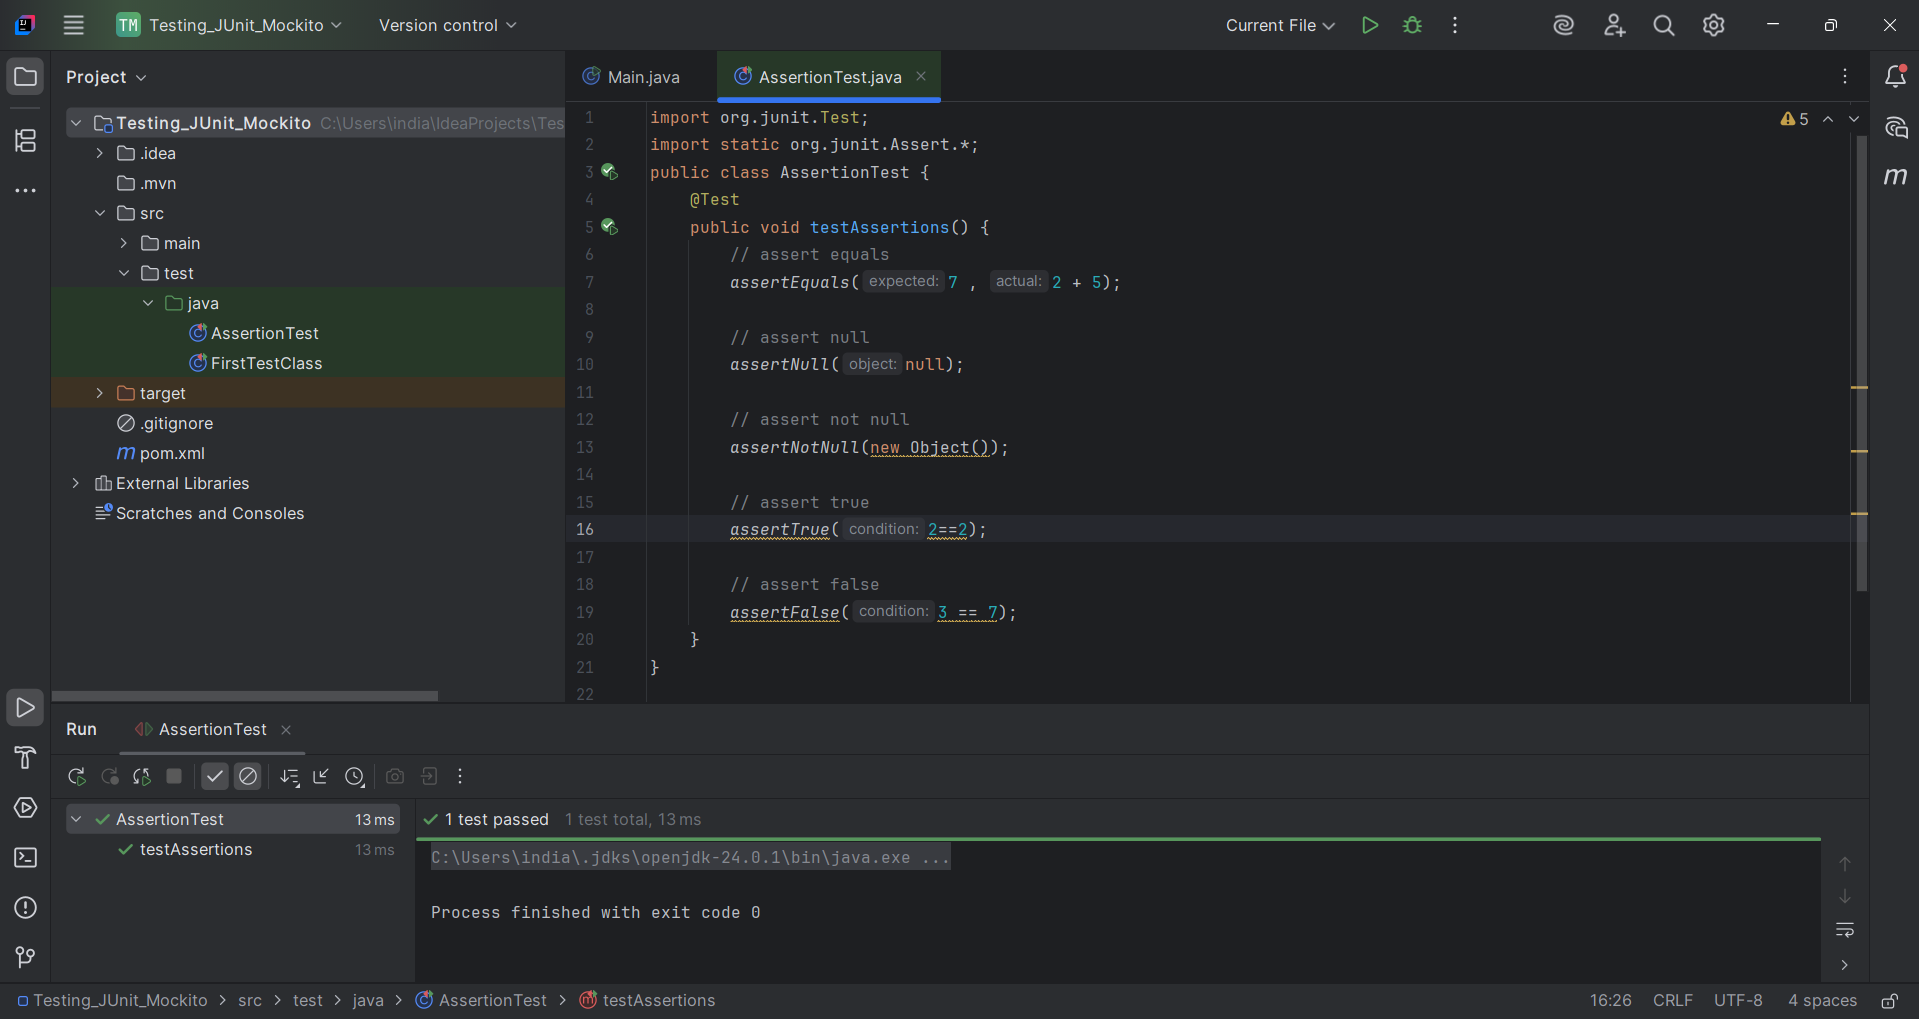 TM Testing_JUnit_Mockito Version control Current File
Project
Testing_JUnit_Mockito C:\Users\india\IdeaProjects\Tes
.idea
.mvn
src
main
test
java
AssertionTest
FirstTestClass
target
.gitignore
m pom.xml
External Libraries
Scratches and Consoles
Main.java AssertionTest.java
5
m
1 import org.junit.Test;
2 import static org.junit.Assert.*;
3 public class AssertionTest {
4 @Test
5 public void testAssertions() {
6 // assert equals
7 assertEquals( expected: 7 , actual: 2 + 5);
8
9 // assert null
10 assertNull( object: null);
11
12 // assert not null
13 assertNotNull(new Object());
14
15 // assert true
16 assertTrue( condition: 2==2);
17
18 // assert false
19 assertFalse( condition: 3 == 7);
20 }
21 }
22
Run AssertionTest
AssertionTest 13 ms
testAssertions 13 ms
1 test passed 1 test total, 13 ms
C:\Users\india\.jdks\openjdk-24.0.1\bin\java.exe ...
Process finished with exit code 0
Testing_JUnit_Mockito > src > test > java > AssertionTest > testAssertions 16:26 CRLF UTF-8 4 spaces